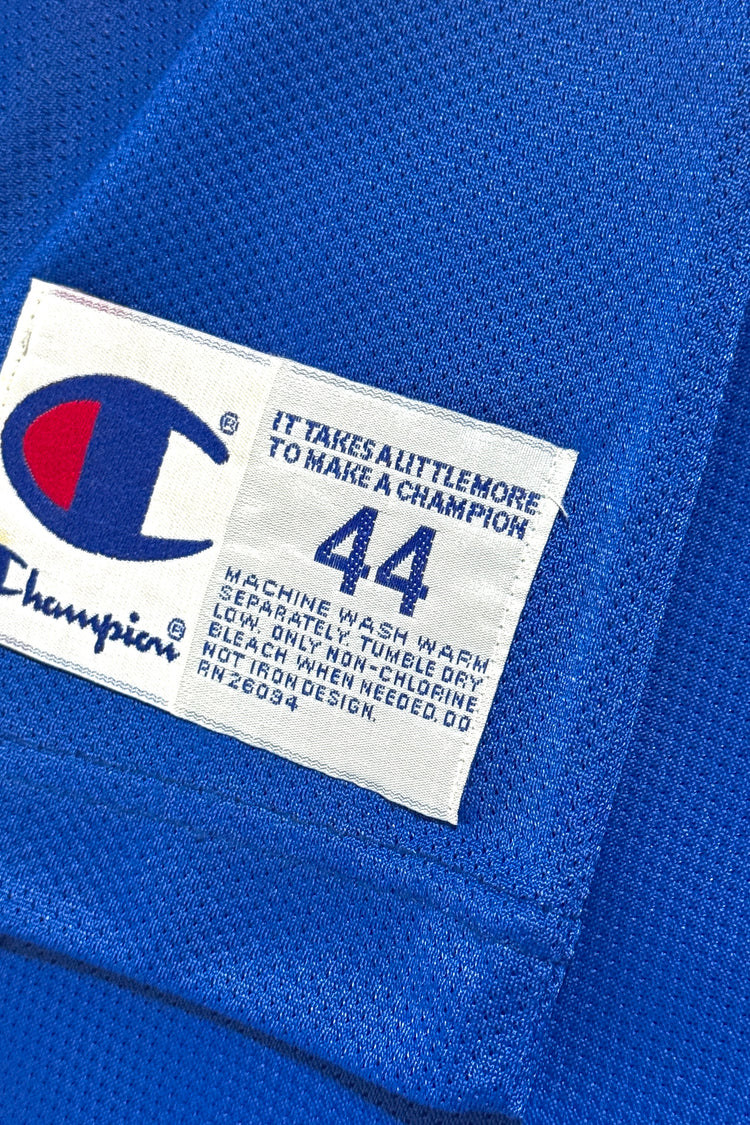 ®
Champion®
IT TAKES A LITTLE MORE
TO MAKE A CHAMPION
44
MACHINE WASH WARM
SEPARATELY. TUMBLE DRY
LOW. ONLY NON-CHLORINE
BLEACH WHEN NEEDED. DO
NOT IRON DESIGN.
RN 26094